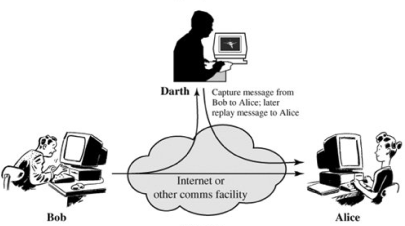 Darth
Capture message from
Bob to Alice; later
replay message to Alice
Internet or
other comms facility
Bob
Alice